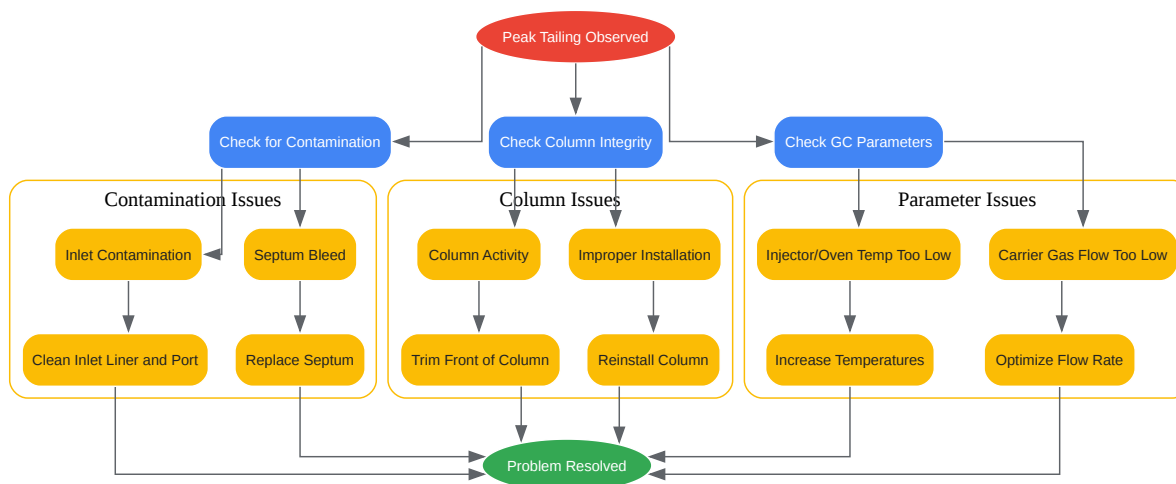 Peak Tailing Observed
Check for Contamination
Check Column Integrity
Check GC Parameters
Contamination Issues
Column Issues
Parameter Issues
Inlet Contamination
Septum Bleed
Column Activity
Improper Installation
Injector/Oven Temp Too Low
Carrier Gas Flow Too Low
Clean Inlet Liner and Port
Replace Septum
Trim Front of Column
Reinstall Column
Increase Temperatures
Optimize Flow Rate
Problem Resolved